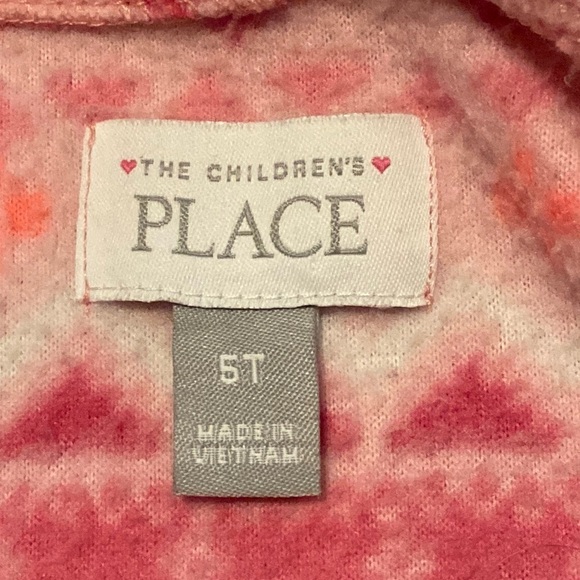 THE CHILDREN'S
PLACE
5T
MADE IN
VIETNAM